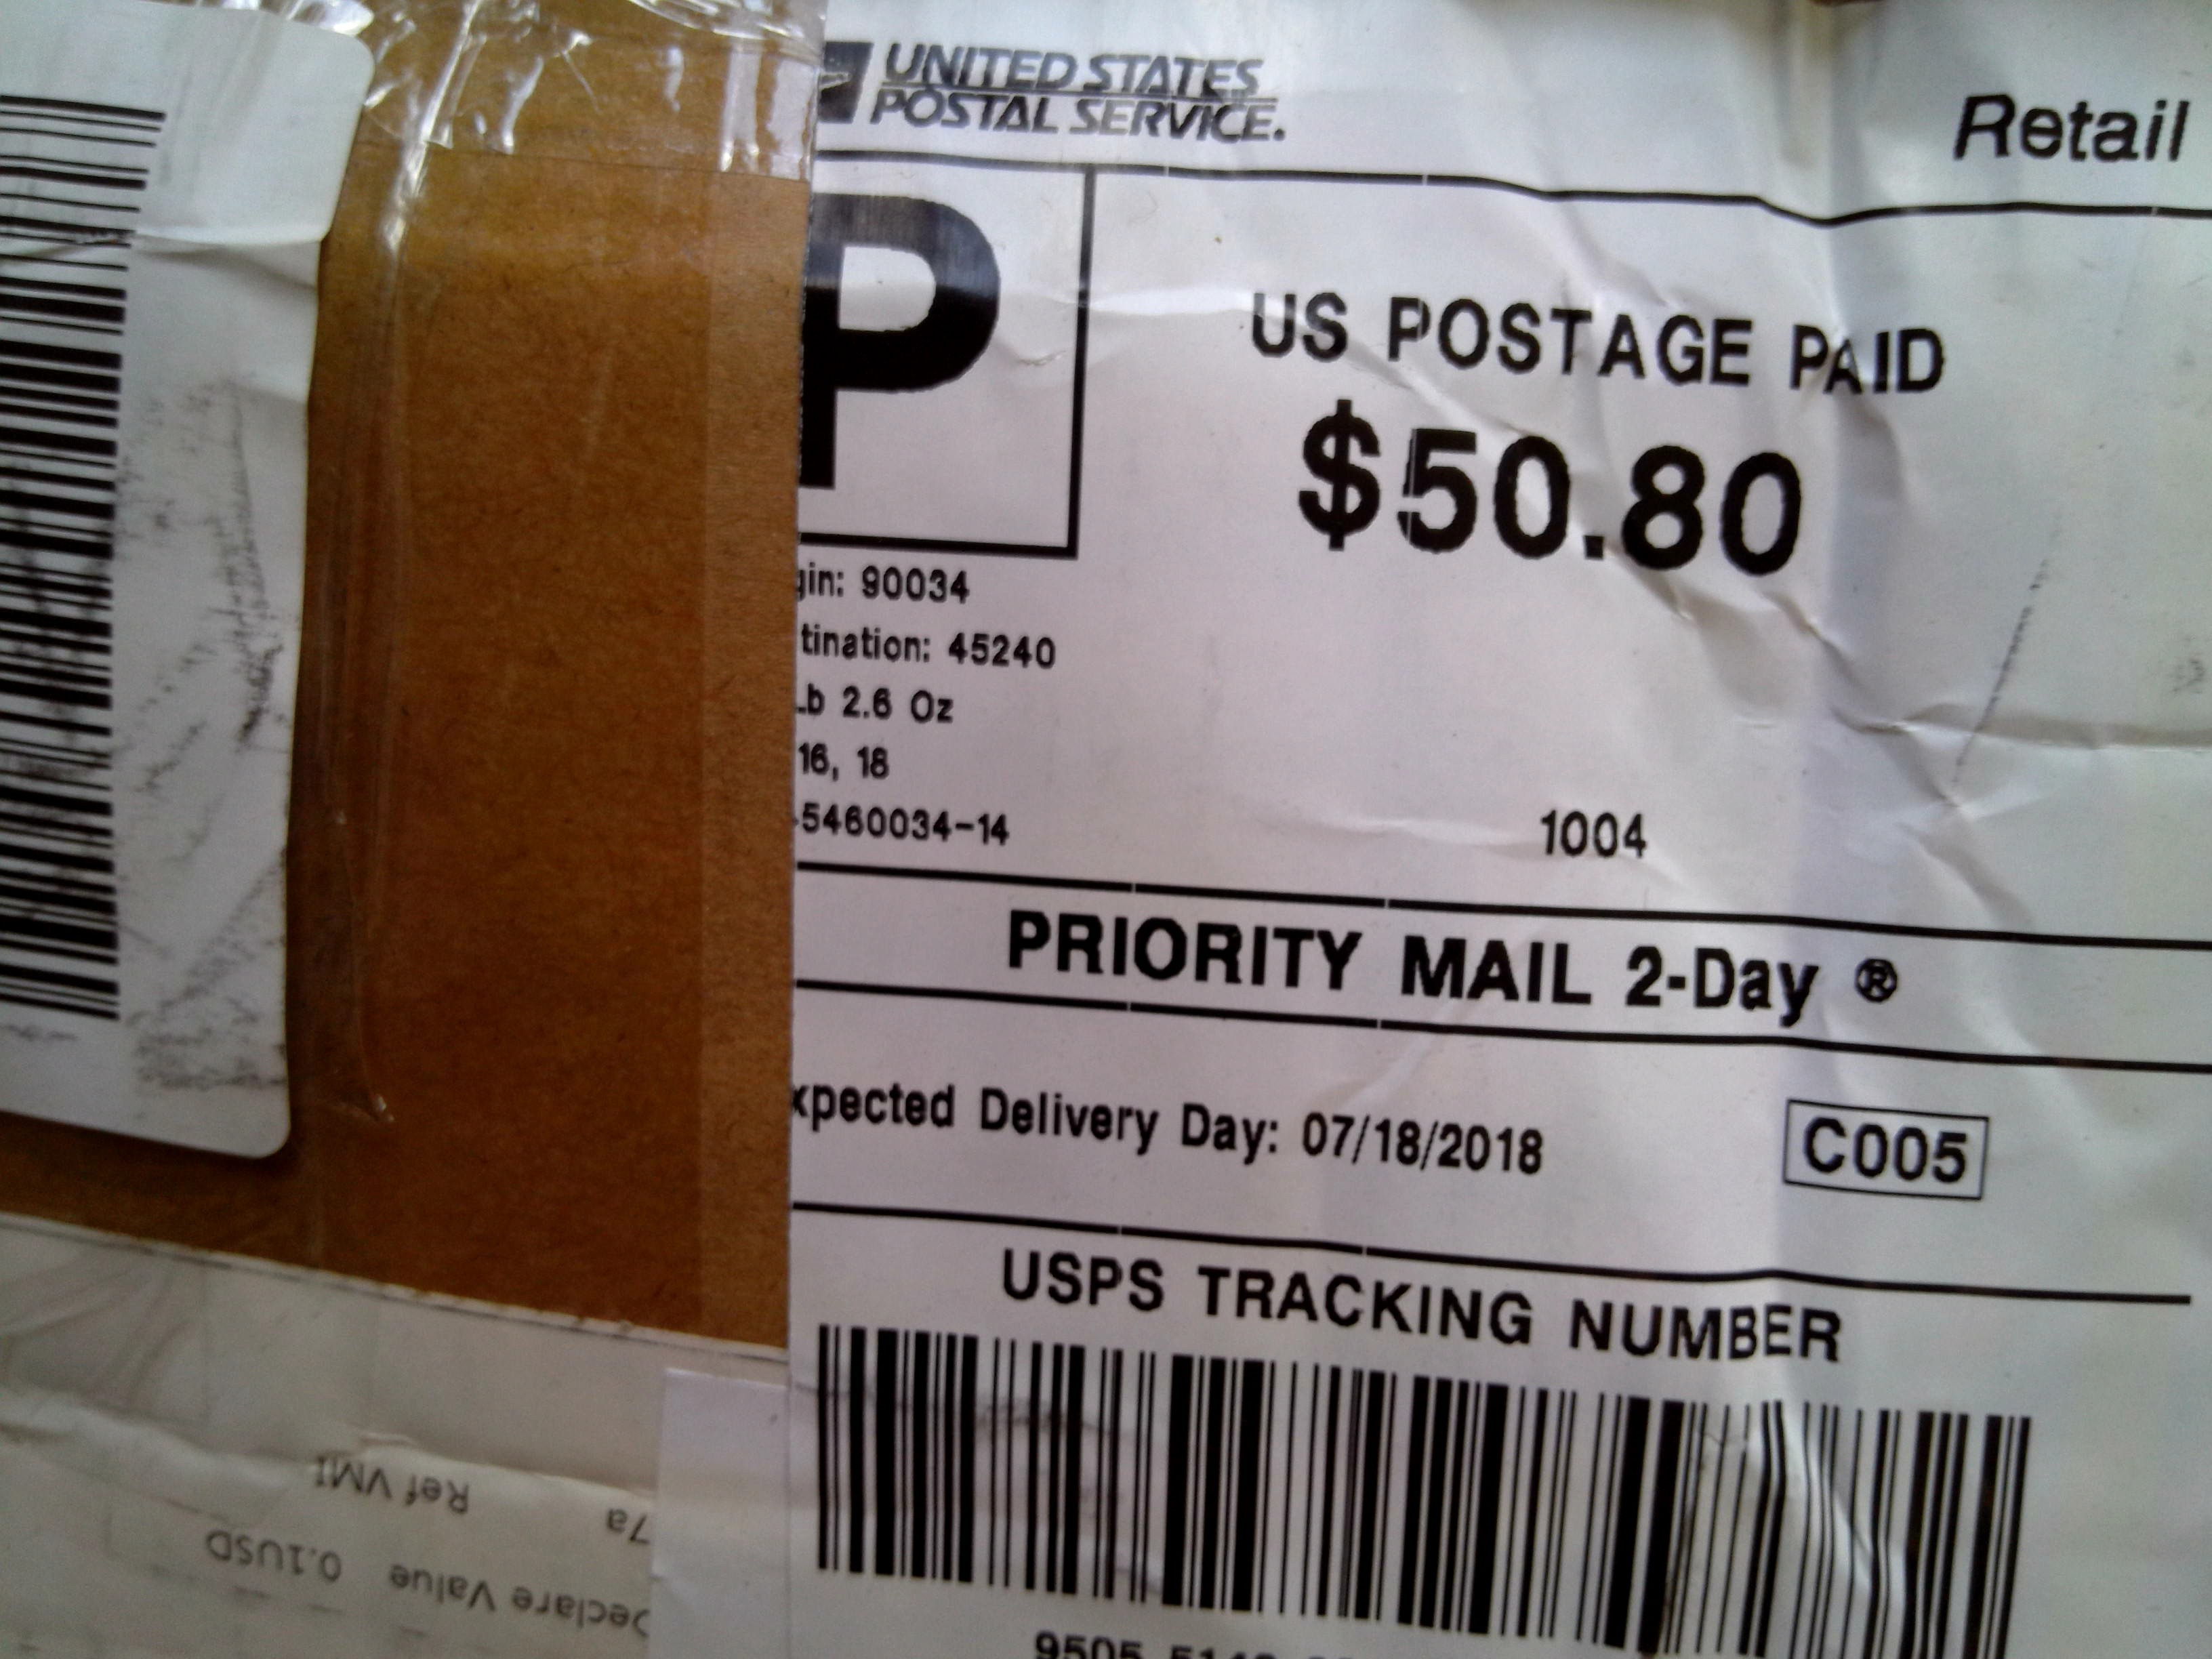 UNITED STATES
POSTAL SERVICE.
Retail
P
US POSTAGE PAID
$50.80
gin: 90034
tination: 45240
Lb 2.6 Oz
16, 18
5460034-14
1004
PRIORITY MAIL 2-Day ®
xpected Delivery Day: 07/18/2018
C005
USPS TRACKING NUMBER
9505
7a Ref VMI
Declare Value 0.1USD